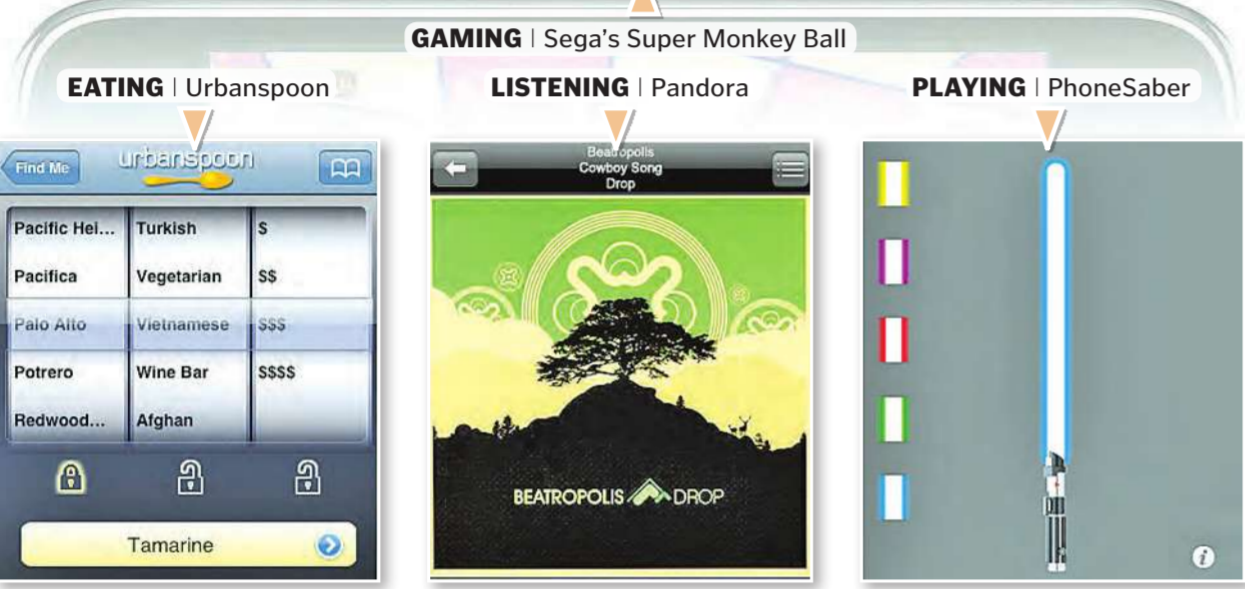 GAMING | Sega's Super Monkey Ball
EATING | Urbanspoon
LISTENING | Pandora
PLAYING | PhoneSaber
Find Me
urbanspoon
Pacific Hei... Turkish $
Pacifica Vegetarian $$
Palo Alto Vietnamese $$$
Potrero Wine Bar $$$$
Redwood... Afghan
Tamarine
Beatropolis
Cowboy Song
Drop
BEATROPOLIS DROP
i